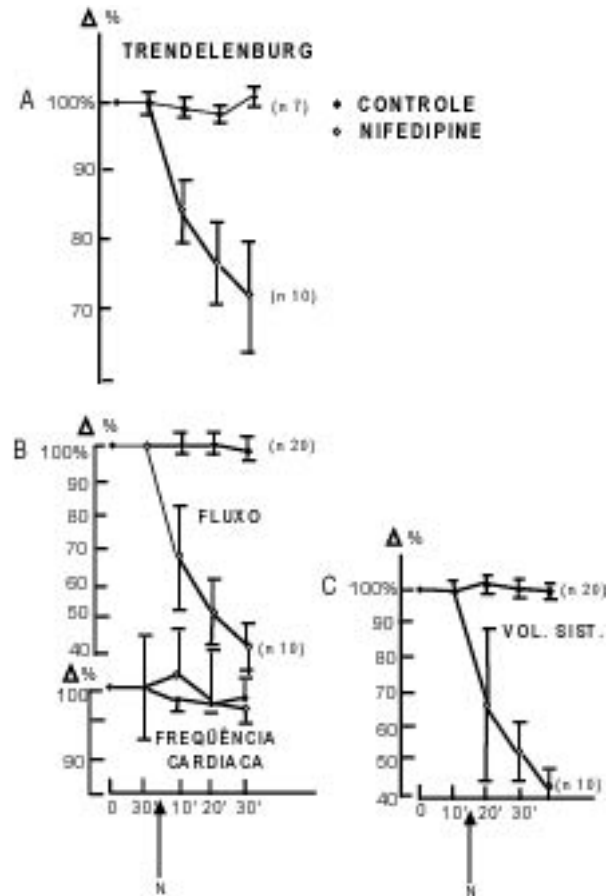 Δ %
TRENDELENBURG
A
100%
(n 7)
CONTROLE
NIFEDIPINE
90
80
(n 10)
70
Δ %
B
100%
(n 20)
90
80
FLUXO
70
60
50
40
(n 10)
Δ%
100
FREQÜÊNCIA
CARDIACA
90
0 30' 10' 20' 30'
N
Δ%
C
100%
(n 20)
90
VOL. SIST.
80
70
60
50
40
(n 10)
0 10' 20' 30'
N